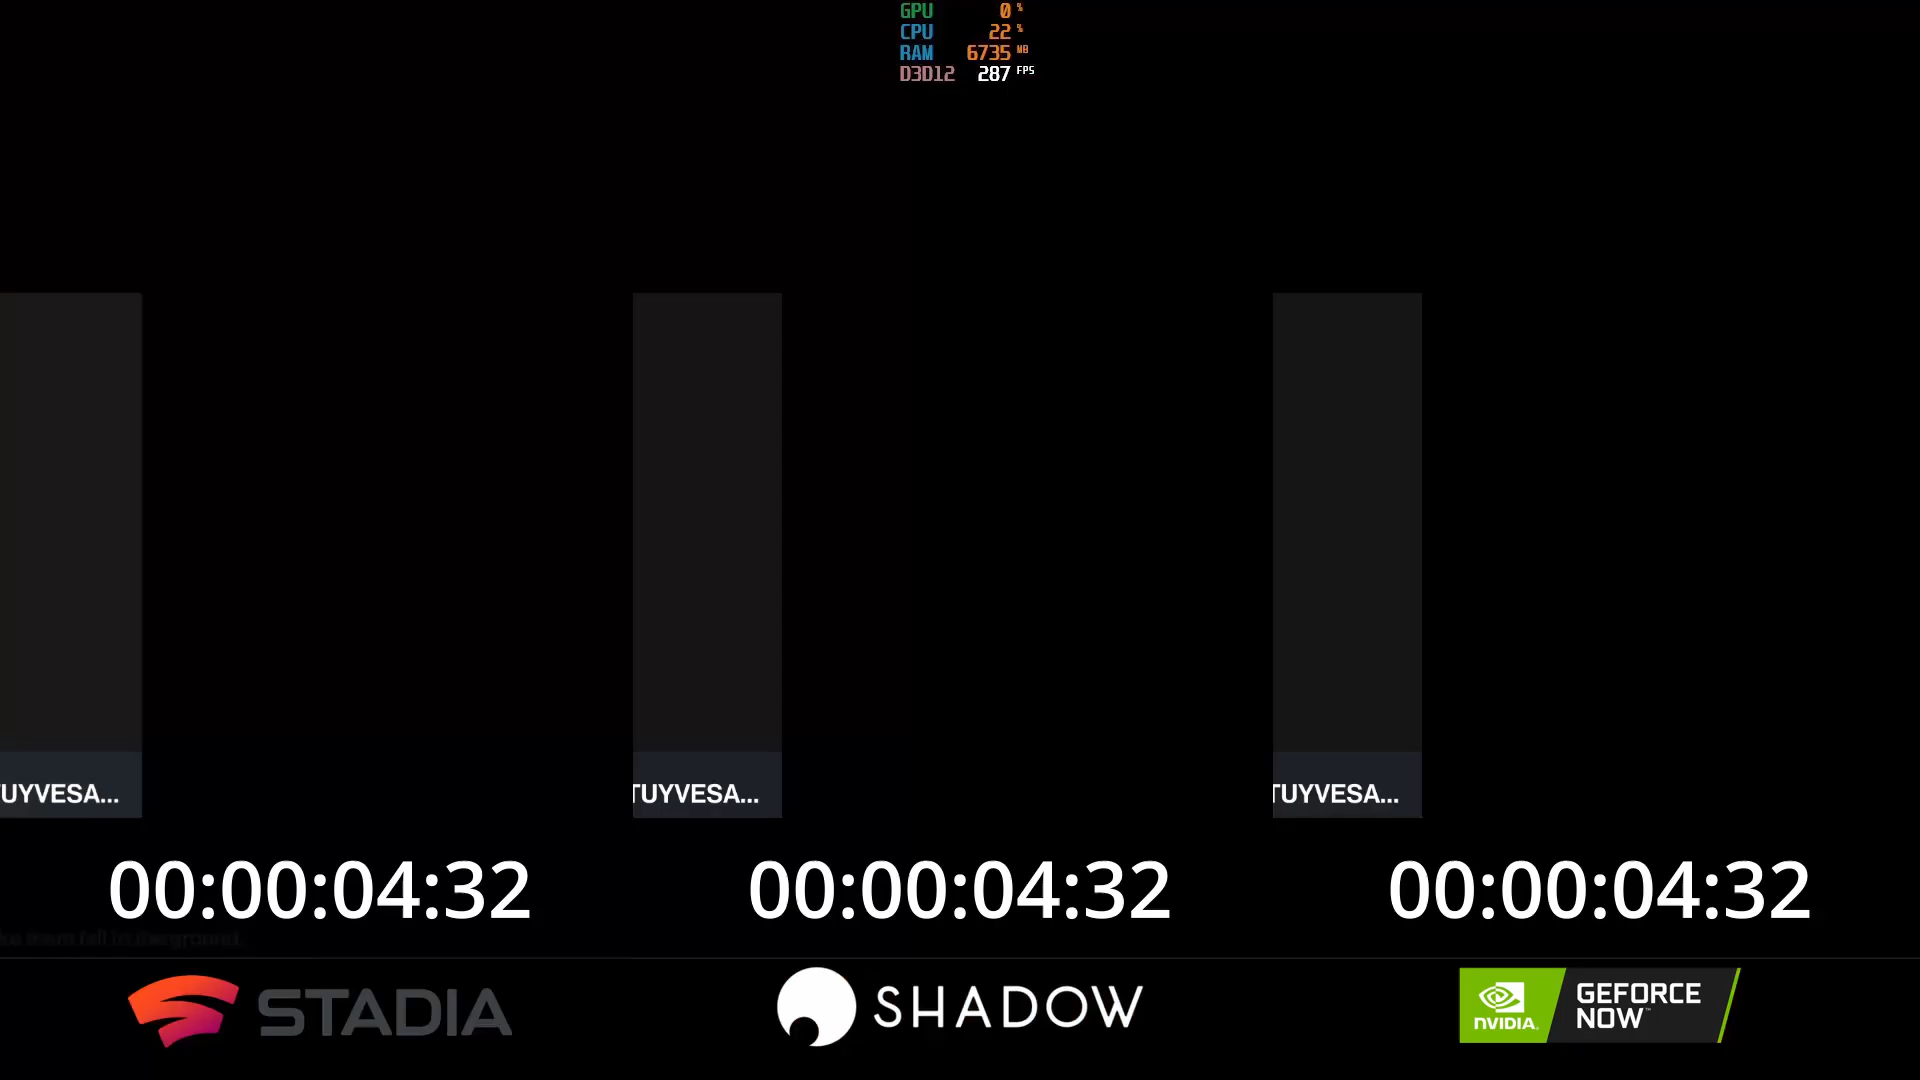 GPU 0 %
CPU 22 %
RAM 6735 MB
D3D12 287 FPS
UYVESA... TUYVESA... TUYVESA...
00:00:04:32 00:00:04:32 00:00:04:32
STADIA SHADOW NVIDIA. GEFORCE NOW™